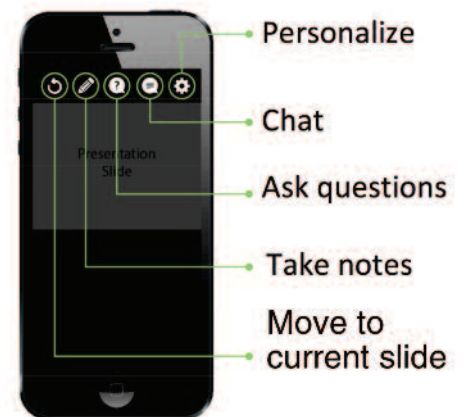 Personalize
Chat
Presentation
Slide
Ask questions
Take notes
Move to
current slide